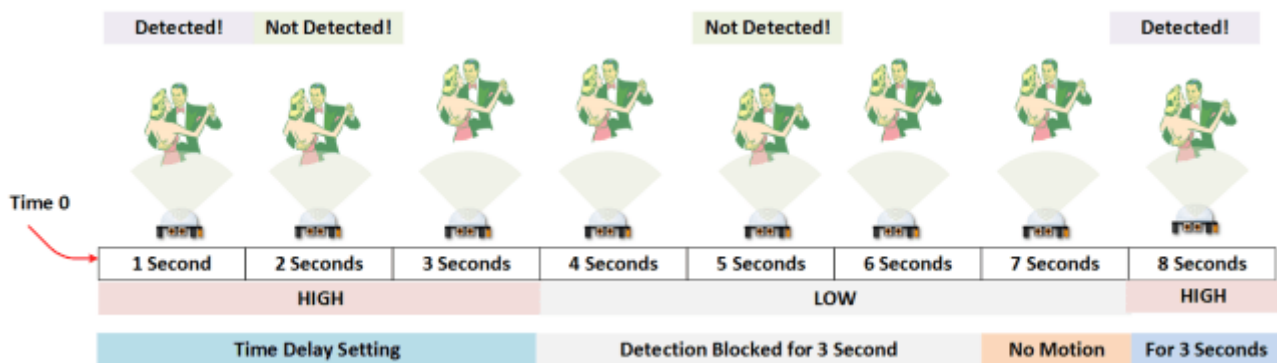 Detected! Not Detected! Not Detected! Detected!
Time 0
1 Second 2 Seconds 3 Seconds 4 Seconds 5 Seconds 6 Seconds 7 Seconds 8 Seconds
HIGH LOW HIGH
Time Delay Setting Detection Blocked for 3 Second No Motion For 3 Seconds